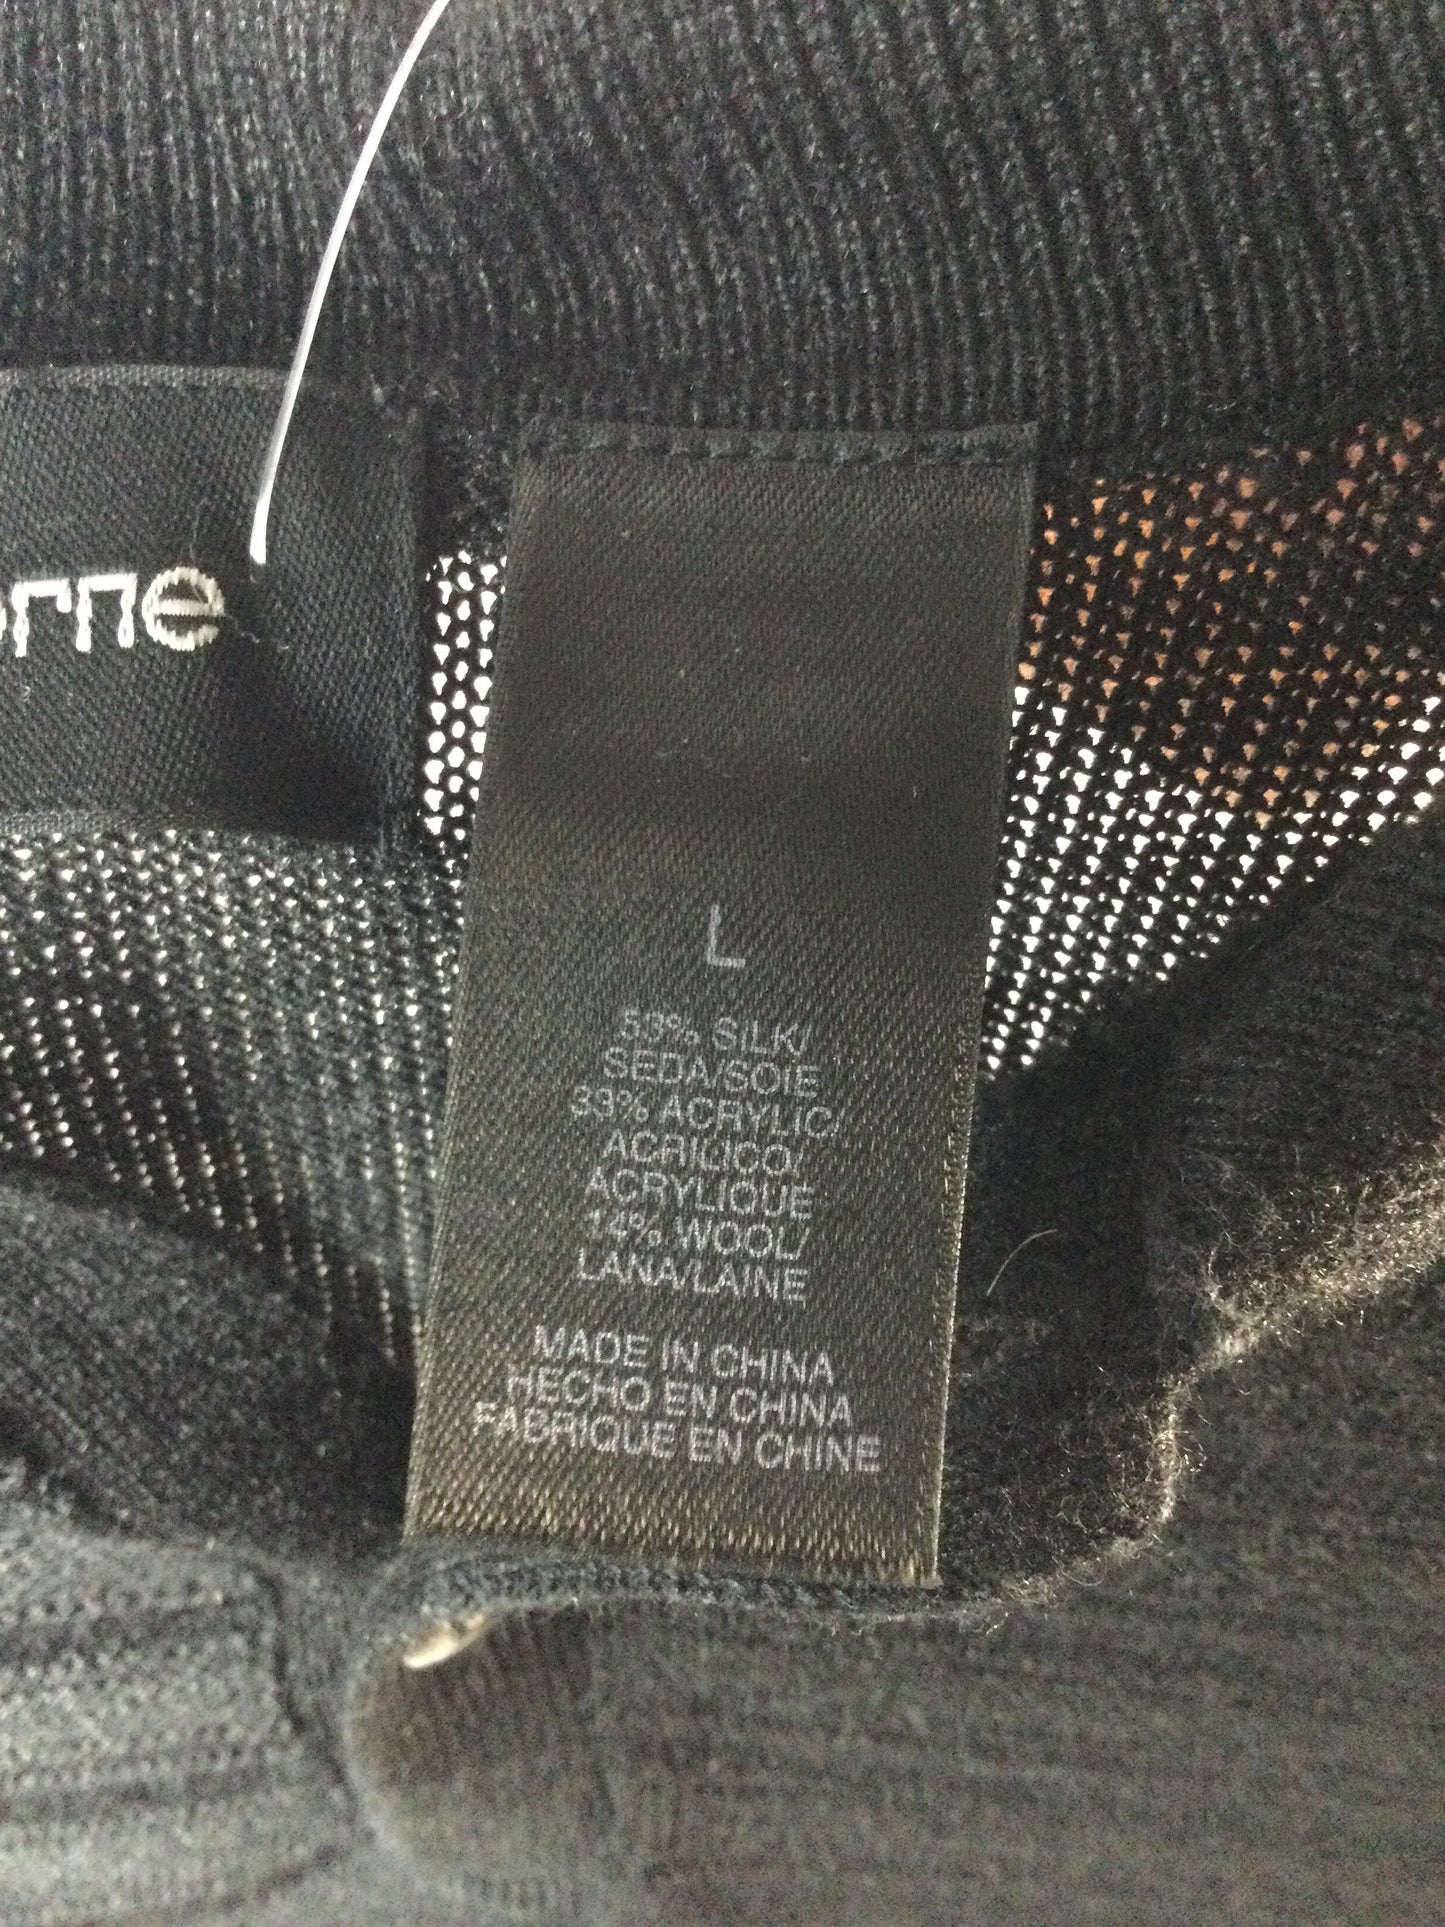 L
53% SILK/
SEDA/SOIE
33% ACRYLIC/
ACRILICO/
ACRYLIQUE
14% WOOL/
LANA/LAINE
MADE IN CHINA
HECHO EN CHINA
FABRIQUE EN CHINE